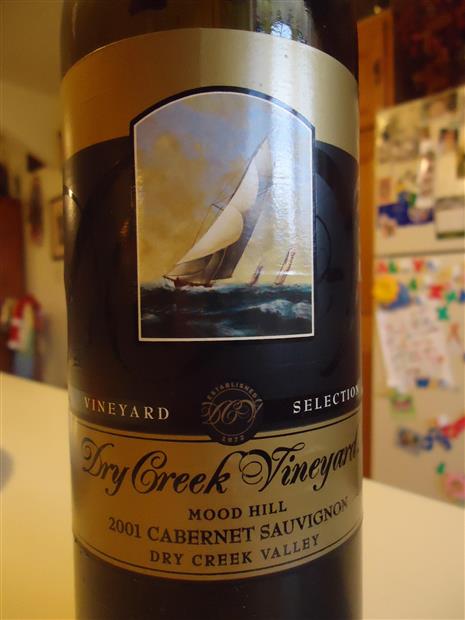 VINEYARD SELECTION
ESTABLISHED
DCV
1972
Dry Creek Vineyard
MOOD HILL
2001 CABERNET SAUVIGNON
DRY CREEK VALLEY